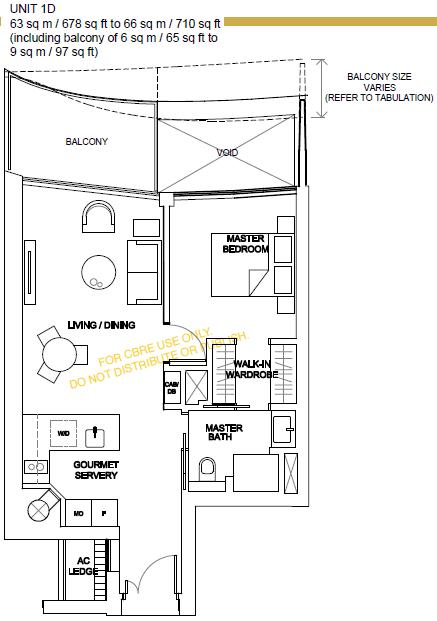 UNIT 1D
63 sq m / 678 sq ft to 66 sq m / 710 sq ft
(including balcony of 6 sq m / 65 sq ft to
9 sq m / 97 sq ft)
BALCONY SIZE
VARIES
(REFER TO TABULATION)
BALCONY
VOID
MASTER
BEDROOM
LIVING / DINING
FOR CBRE USE ONLY.
DO NOT DISTRIBUTE OR PUBLISH.
WALK-IN
WARDROBE
CAB/
DB
MASTER
BATH
W/D
GOURMET
SERVERY
MO
F
AC
LEDGE